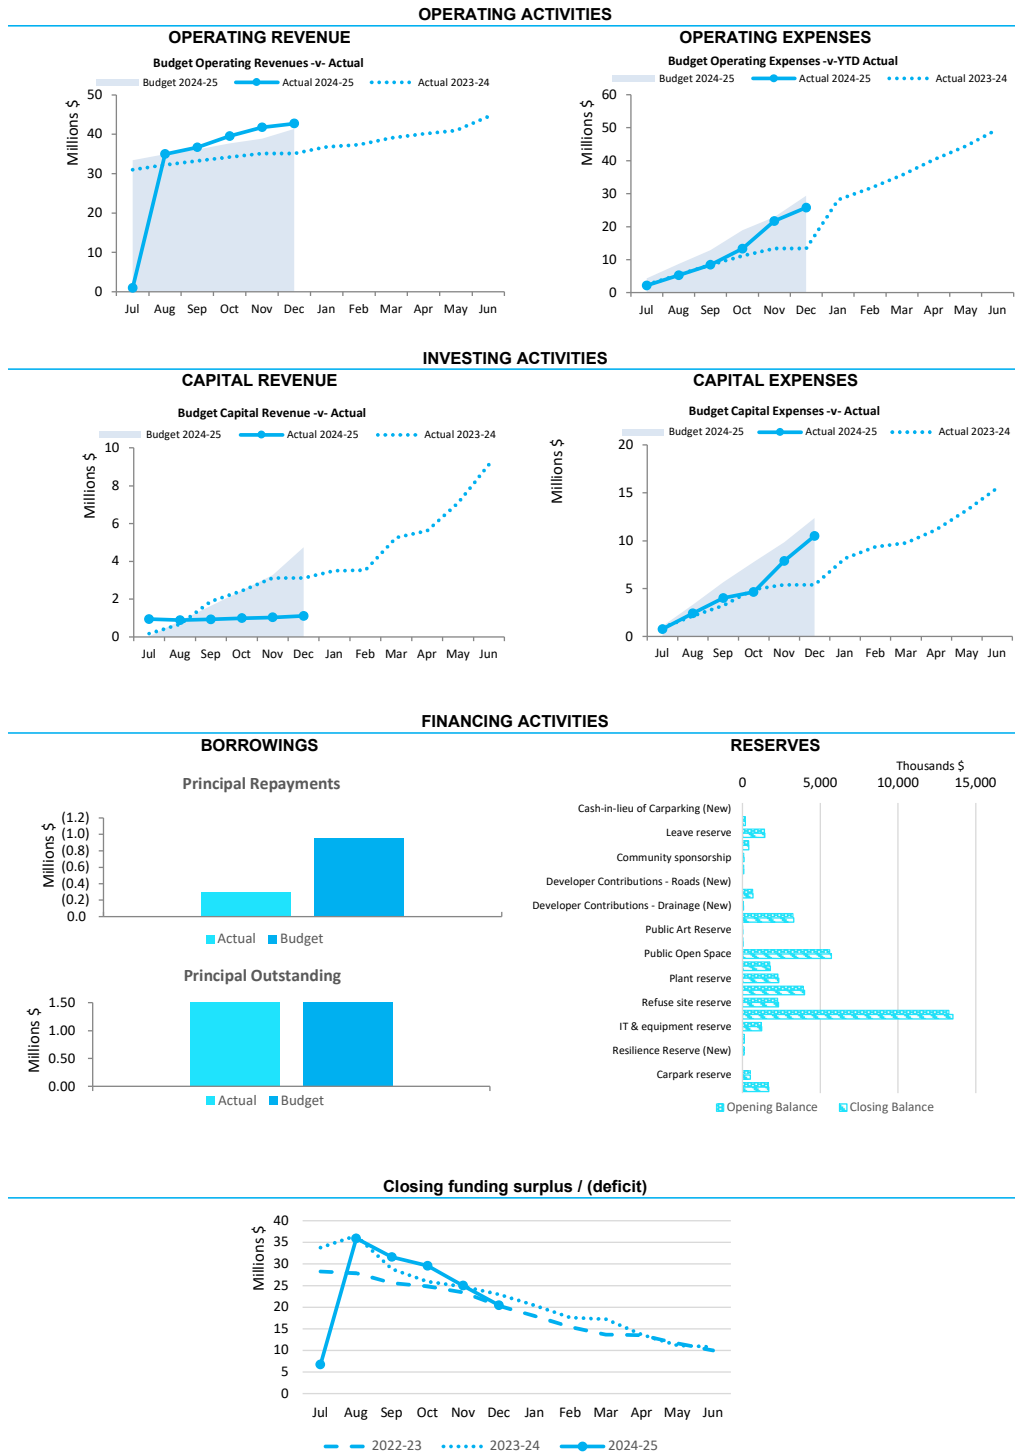 OPERATING ACTIVITIES
OPERATING REVENUE
Budget Operating Revenues -v- Actual
Budget 2024-25 Actual 2024-25 Actual 2023-24
Millions $
50
40
30
20
10
0
Jul Aug Sep Oct Nov Dec Jan Feb Mar Apr May Jun
OPERATING EXPENSES
Budget Operating Expenses -v-YTD Actual
Budget 2024-25 Actual 2024-25 Actual 2023-24
Millions $
60
50
40
30
20
10
0
Jul Aug Sep Oct Nov Dec Jan Feb Mar Apr May Jun
INVESTING ACTIVITIES
CAPITAL REVENUE
Budget Capital Revenue -v- Actual
Budget 2024-25 Actual 2024-25 Actual 2023-24
Millions $
10
8
6
4
2
0
Jul Aug Sep Oct Nov Dec Jan Feb Mar Apr May Jun
CAPITAL EXPENSES
Budget Capital Expenses -v- Actual
Budget 2024-25 Actual 2024-25 Actual 2023-24
Millions $
20
15
10
5
0
Jul Aug Sep Oct Nov Dec Jan Feb Mar Apr May Jun
FINANCING ACTIVITIES
BORROWINGS
Principal Repayments
Millions $
(1.2)
(1.0)
(0.8)
(0.6)
(0.4)
(0.2)
0.0
Actual Budget
Principal Outstanding
Millions $
1.50
1.00
0.50
0.00
Actual Budget
RESERVES
Thousands $
0 5,000 10,000 15,000
Cash-in-lieu of Carparking (New)
Leave reserve
Community sponsorship
Developer Contributions - Roads (New)
Developer Contributions - Drainage (New)
Public Art Reserve
Public Open Space
Plant reserve
Refuse site reserve
IT & equipment reserve
Resilience Reserve (New)
Carpark reserve
Opening Balance Closing Balance
Closing funding surplus / (deficit)
Millions $
40
35
30
25
20
15
10
5
0
Jul Aug Sep Oct Nov Dec Jan Feb Mar Apr May Jun
2022-23 2023-24 2024-25